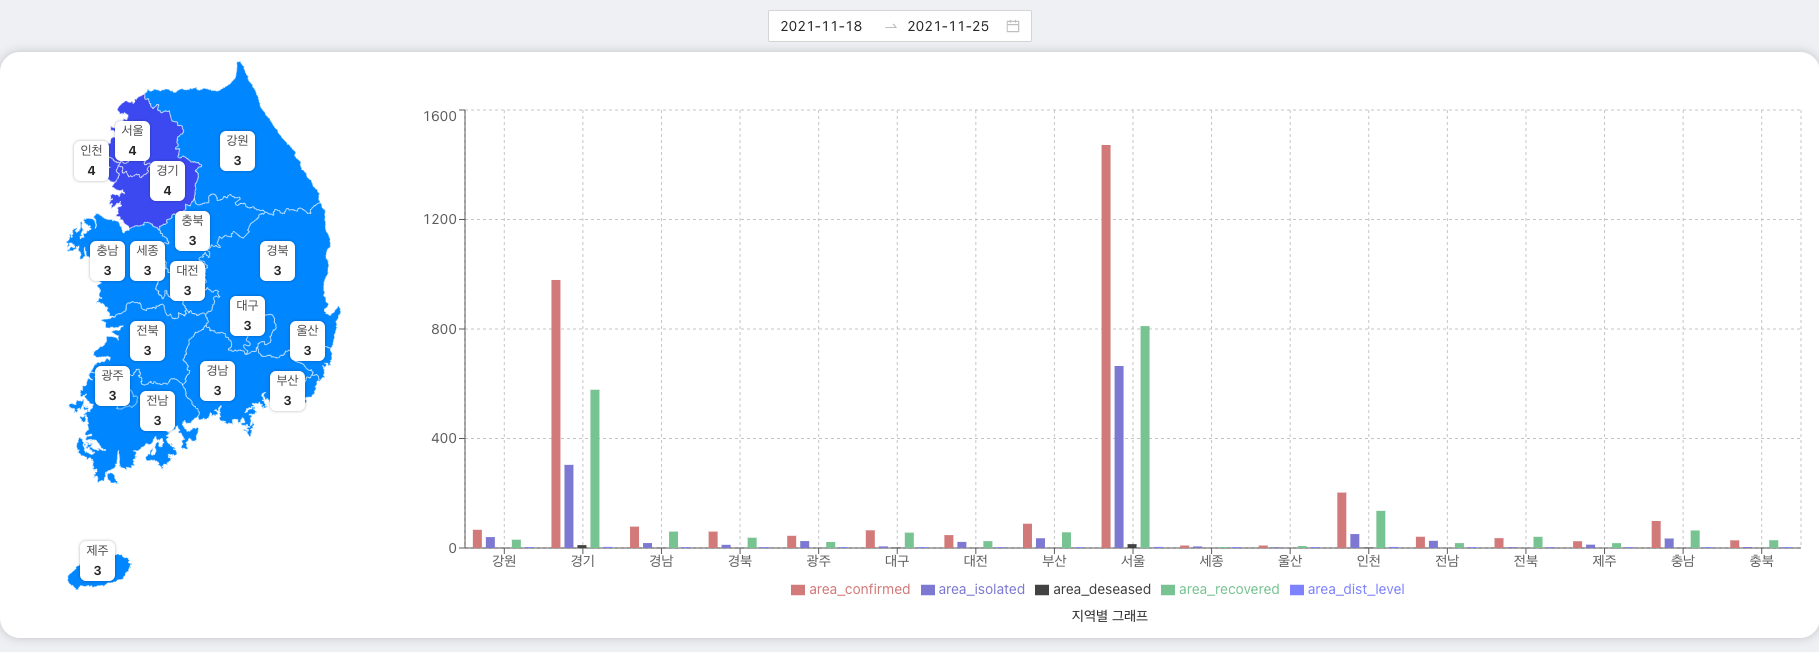 2021-11-18 → 2021-11-25
서울
4
인천
4
강원
3
경기
4
충북
3
충남
3
세종
3
경북
3
대전
3
대구
3
전북
3
울산
3
광주
3
경남
3
부산
3
전남
3
제주
3
1600
1200
800
400
0
강원 경기 경남 경북 광주 대구 대전 부산 서울 세종 울산 인천 전남 전북 제주 충남 충북
area_confirmed area_isolated area_deseased area_recovered area_dist_level
지역별 그래프